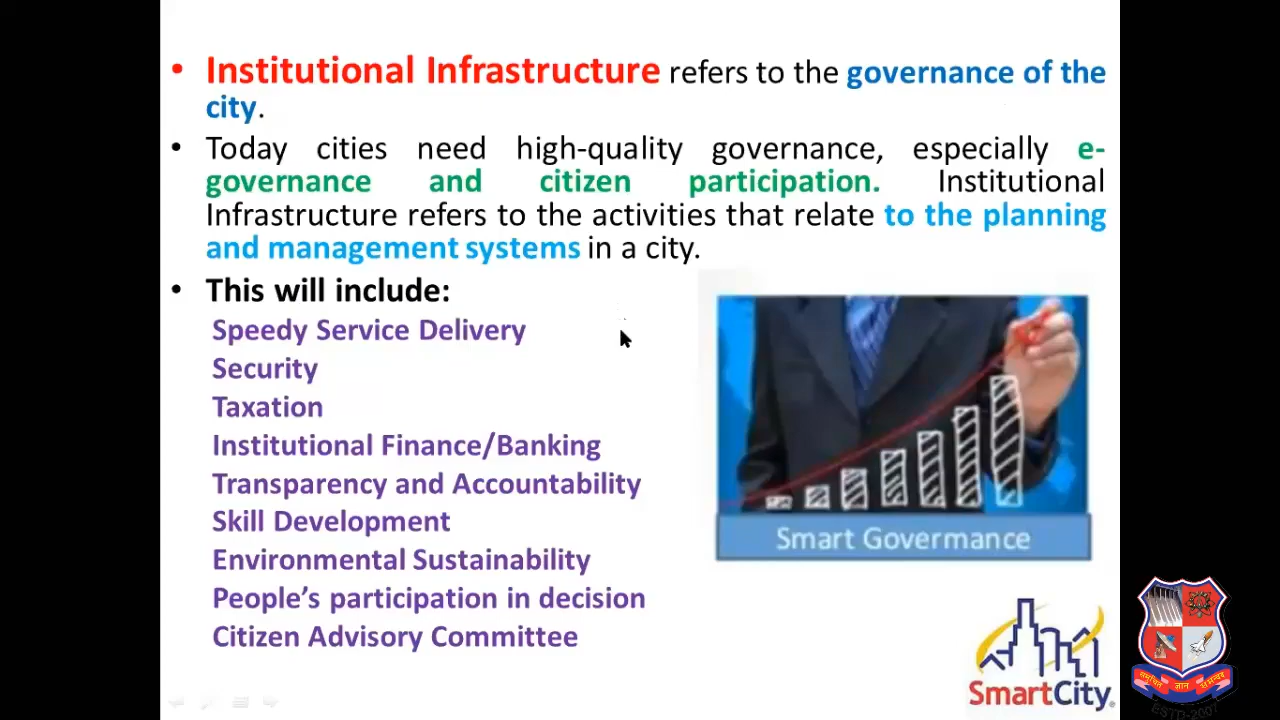 • Institutional Infrastructure refers to the governance of the
city.
• Today cities need high-quality governance, especially e-
governance and citizen participation. Institutional
Infrastructure refers to the activities that relate to the planning
and management systems in a city.
• This will include:
Speedy Service Delivery
Security
Taxation
Institutional Finance/Banking
Transparency and Accountability
Skill Development
Environmental Sustainability
People’s participation in decision
Citizen Advisory Committee
Smart Govermance
SmartCity
ESTD-2007